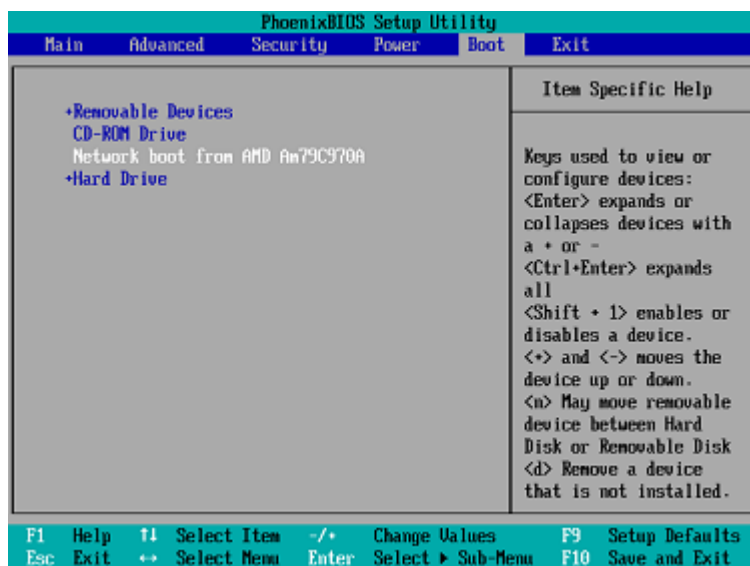 PhoenixBIOS Setup Utility
Main Advanced Security Power Boot Exit
+Removable Devices
CD-ROM Drive
Network boot from AMD Am79C970A
+Hard Drive
Item Specific Help
Keys used to view or
configure devices:
<Enter> expands or
collapses devices with
a + or -
<Ctrl+Enter> expands
all
<Shift + 1> enables or
disables a device.
<+> and <-> moves the
device up or down.
<n> May move removable
device between Hard
Disk or Removable Disk
<d> Remove a device
that is not installed.
F1 Help ↑↓ Select Item -/+ Change Values F9 Setup Defaults
Esc Exit ↔ Select Menu Enter Select ▶ Sub-Menu F10 Save and Exit